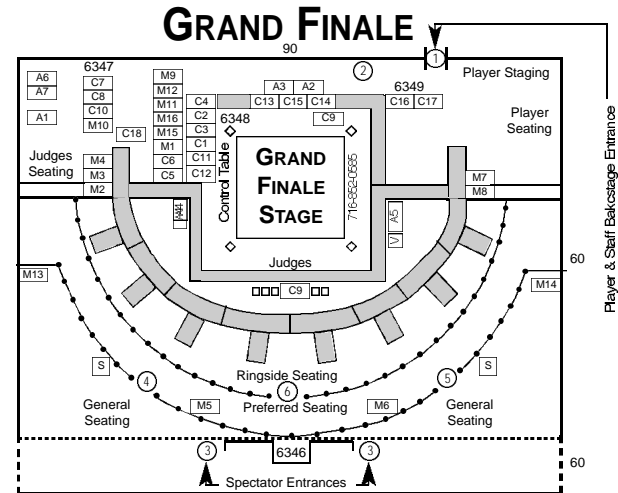 GRAND FINALE
90
1
2
6347
A6
A7
A1
C7
C8
C10
M10
C18
M9
M12
M11
M16
M15
M1
C6
C5
C4
C2
C3
C1
C11
C12
A3
A2
C13
C15
C14
6349
C16
C17
C9
6348
Player Staging
Player
Seating
Judges
Seating
M4
M3
M2
M7
M8
Control Table
GRAND
FINALE
STAGE
716-852-0585
A5
V
Player & Staff Bakcstage Entrance
Judges
C9
M13
60
M14
S
S
Ringside Seating
4
5
6
General
Seating
M5
Preferred Seating
M6
General
Seating
3
6346
3
60
Spectator Entrances